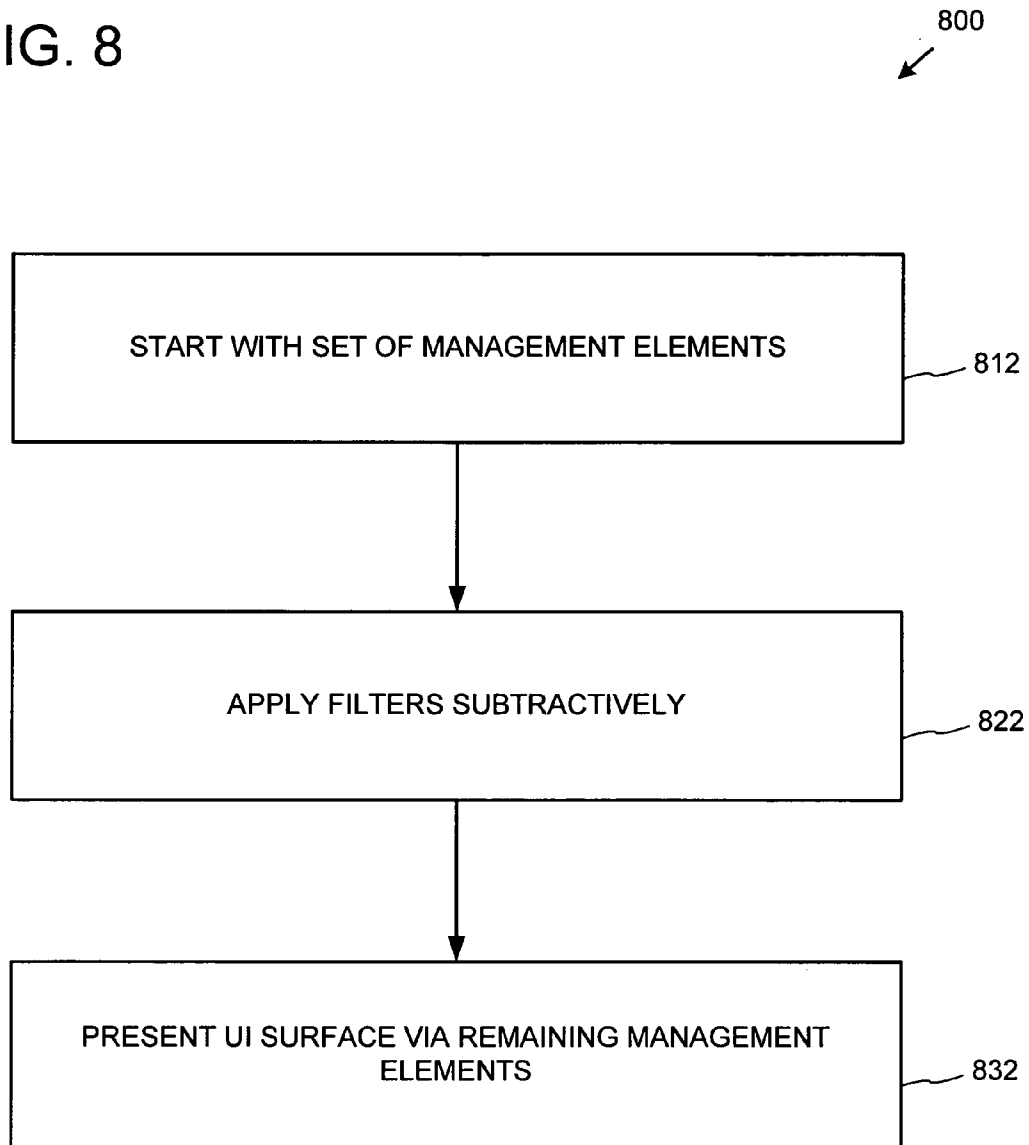 IG. 8
800
START WITH SET OF MANAGEMENT ELEMENTS
812
APPLY FILTERS SUBTRACTIVELY
822
PRESENT UI SURFACE VIA REMAINING MANAGEMENT
ELEMENTS
832